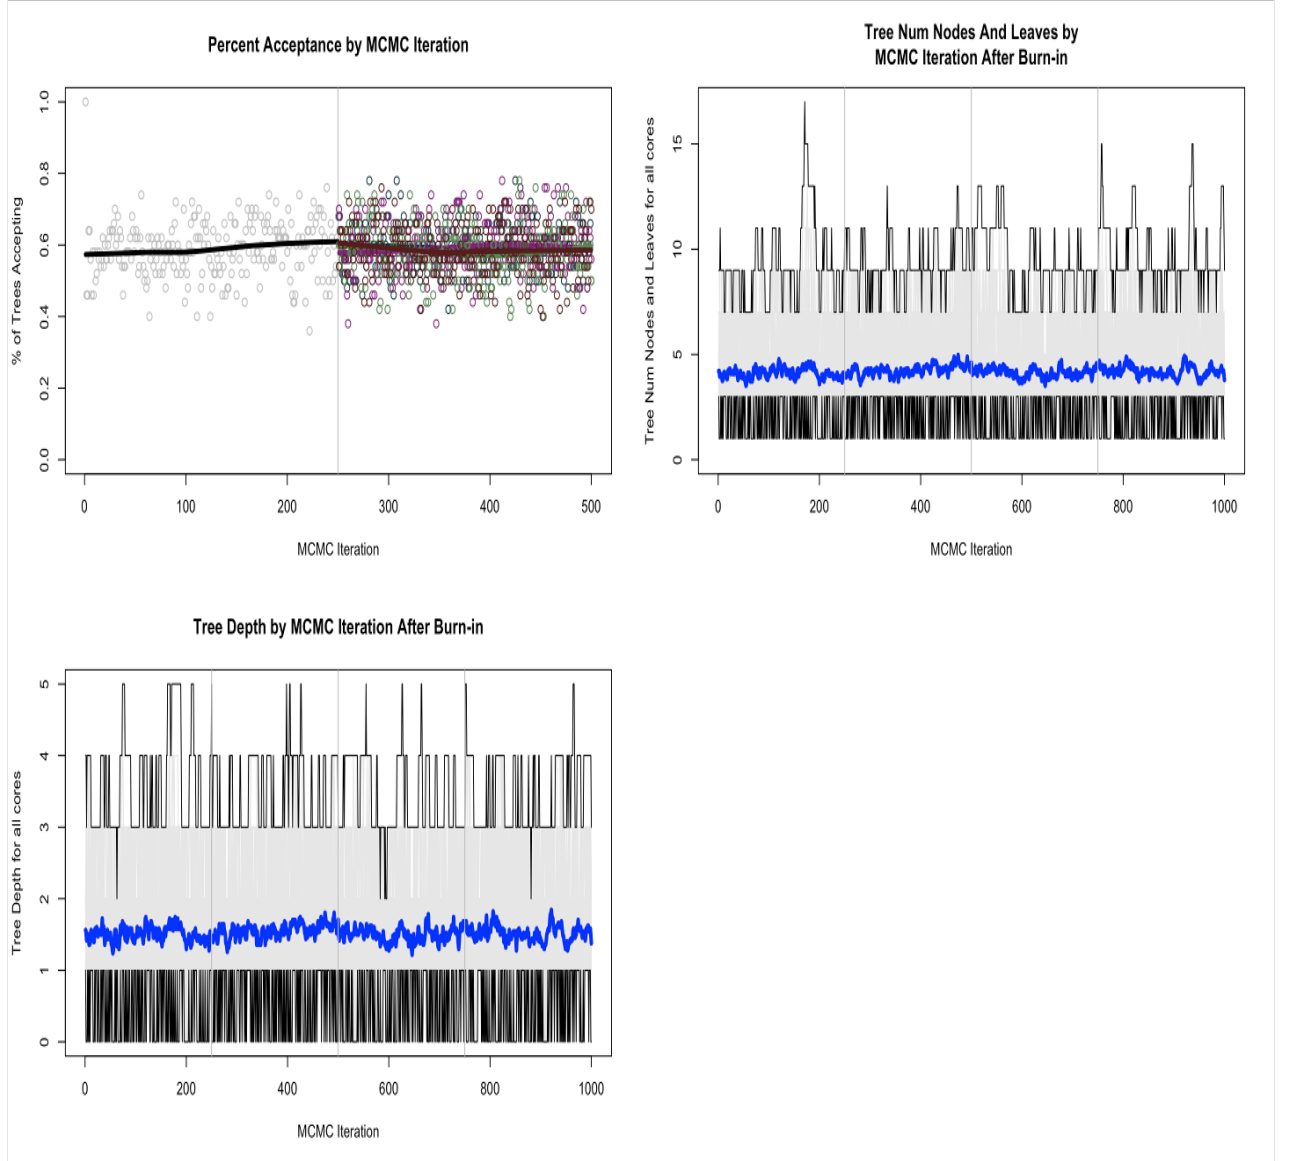 Percent Acceptance by MCMC Iteration
% of Trees Accepting
1.0
0.8
0.6
0.4
0.2
0.0
0 100 200 300 400 500
MCMC Iteration
Tree Num Nodes And Leaves by
MCMC Iteration After Burn-in
Tree Num Nodes and Leaves for all cores
15
10
5
0
0 200 400 600 800 1000
MCMC Iteration
Tree Depth by MCMC Iteration After Burn-in
Tree Depth for all cores
5
4
3
2
1
0
0 200 400 600 800 1000
MCMC Iteration